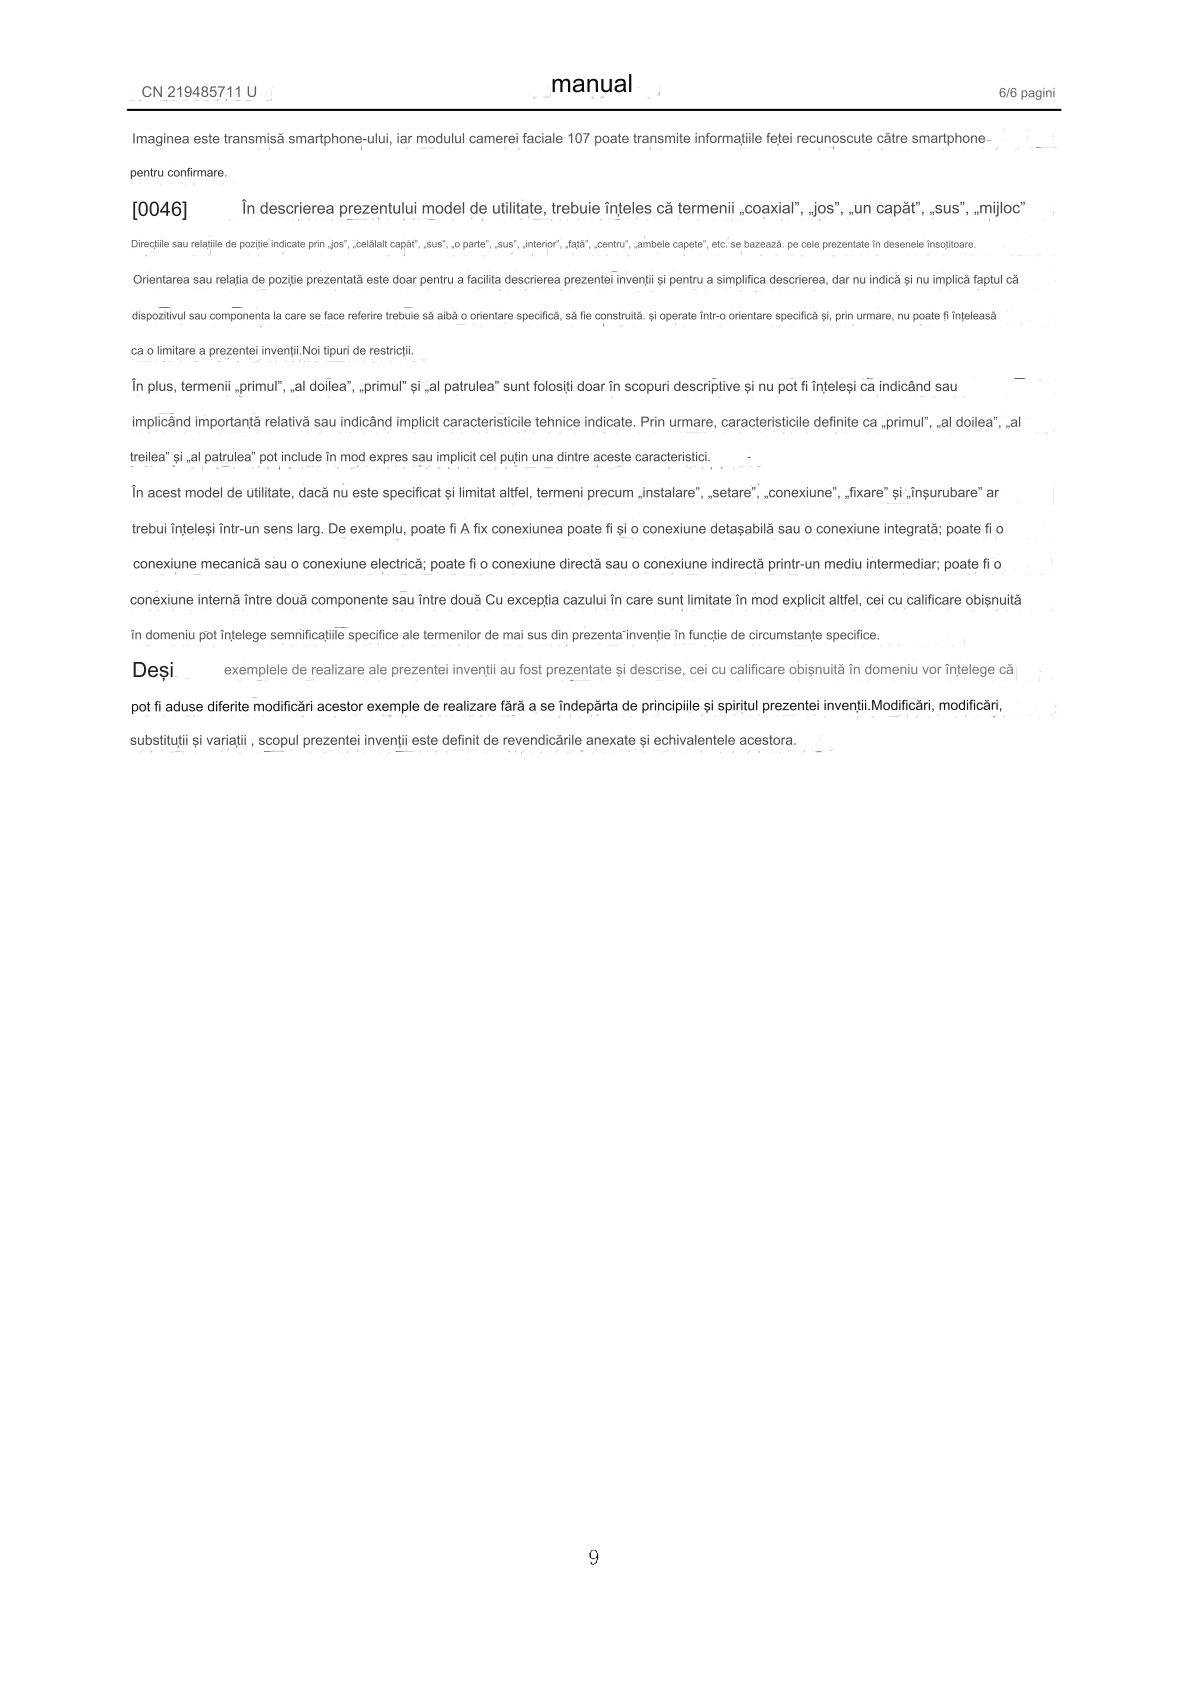 CN 219485711 U
manual
6/6 pagini
Imaginea este transmisă smartphone-ului, iar modulul camerei faciale 107 poate transmite informațiile feței recunoscute către smartphone
pentru confirmare.
[0046] În descrierea prezentului model de utilitate, trebuie înțeles că termenii „coaxial”, „jos”, „un capăt”, „sus”, „mijloc”
Direcțiile sau relațiile de poziție indicate prin „jos”, „celălalt capăt”, „sus”, „o parte”, „sus”, „interior”, „față”, „centru”, „ambele capete”, etc. se bazează. pe cele prezentate în desenele însoțitoare.
Orientarea sau relația de poziție prezentată este doar pentru a facilita descrierea prezentei invenții și pentru a simplifica descrierea, dar nu indică și nu implică faptul că
dispozitivul sau componenta la care se face referire trebuie să aibă o orientare specifică, să fie construită. și operate într-o orientare specifică și, prin urmare, nu poate fi înțeleasă
ca o limitare a prezentei invenții.Noi tipuri de restricții.
În plus, termenii „primul”, „al doilea”, „primul” și „al patrulea” sunt folosiți doar în scopuri descriptive și nu pot fi înțeleși ca indicând sau
implicând importanță relativă sau indicând implicit caracteristicile tehnice indicate. Prin urmare, caracteristicile definite ca „primul”, „al doilea”, „al
treilea” și „al patrulea” pot include în mod expres sau implicit cel puțin una dintre aceste caracteristici.
În acest model de utilitate, dacă nu este specificat și limitat altfel, termeni precum „instalare”, „setare”, „conexiune”, „fixare” și „înșurubare” ar
trebui înțeleși într-un sens larg. De exemplu, poate fi A fix conexiunea poate fi și o conexiune detașabilă sau o conexiune integrată; poate fi o
conexiune mecanică sau o conexiune electrică; poate fi o conexiune directă sau o conexiune indirectă printr-un mediu intermediar; poate fi o
conexiune internă între două componente sau între două Cu excepția cazului în care sunt limitate în mod explicit altfel, cei cu calificare obișnuită
în domeniu pot înțelege semnificațiile specifice ale termenilor de mai sus din prezenta invenție în funcție de circumstanțe specifice.
Deși exemplele de realizare ale prezentei invenții au fost prezentate și descrise, cei cu calificare obișnuită în domeniu vor înțelege că
pot fi aduse diferite modificări acestor exemple de realizare fără a se îndepărta de principiile și spiritul prezentei invenții.Modificări, modificări,
substituții și variații , scopul prezentei invenții este definit de revendicările anexate și echivalentele acestora.
9